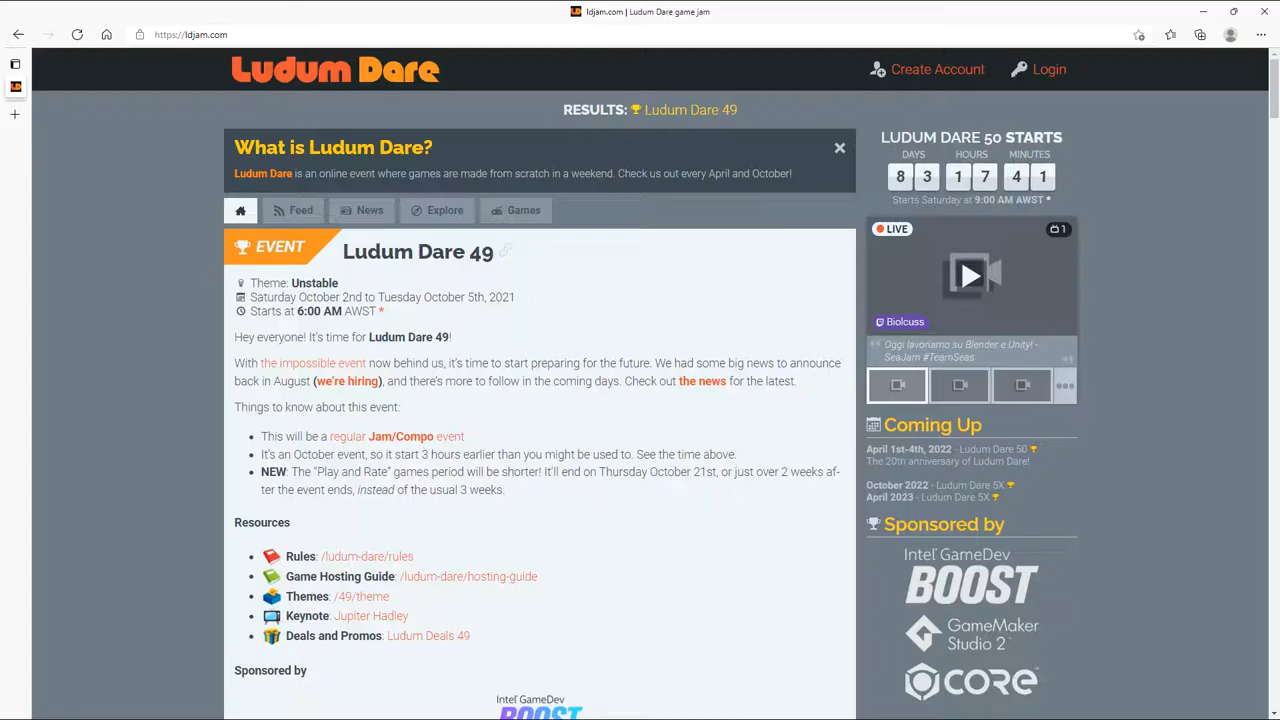 ldjam.com | Ludum Dare game jam
https://ldjam.com
LUDUM DARE
Create Account
Login
RESULTS: Ludum Dare 49
What is Ludum Dare?
Ludum Dare is an online event where games are made from scratch in a weekend. Check us out every April and October!
Feed
News
Explore
Games
EVENT
Ludum Dare 49
Theme: Unstable
Saturday October 2nd to Tuesday October 5th, 2021
Starts at 6:00 AM AWST *
Hey everyone! It's time for Ludum Dare 49!
With the impossible event now behind us, it's time to start preparing for the future. We had some big news to announce
back in August (we're hiring), and there's more to follow in the coming days. Check out the news for the latest.
Things to know about this event:
• This will be a regular Jam/Compo event
• It's an October event, so it start 3 hours earlier than you might be used to. See the time above.
• NEW: The "Play and Rate" games period will be shorter! It'll end on Thursday October 21st, or just over 2 weeks af-
ter the event ends, instead of the usual 3 weeks.
Resources
• Rules: /ludum-dare/rules
• Game Hosting Guide: /ludum-dare/hosting-guide
• Themes: /49/theme
• Keynote: Jupiter Hadley
• Deals and Promos: Ludum Deals 49
Sponsored by
Intel GameDev
BOOST
LUDUM DARE 50 STARTS
DAYS HOURS MINUTES
8 3 1 7 4 1
Starts Saturday at 9:00 AM AWST *
LIVE
1
Biolcuss
Oggi lavoriamo su Blender e Unity! -
SeaJam #TeamSeas
Coming Up
April 1st-4th, 2022 - Ludum Dare 50
The 20th anniversary of Ludum Dare!
October 2022 - Ludum Dare 5X
April 2023 - Ludum Dare 5X
Sponsored by
Intel GameDev
BOOST
GameMaker
Studio 2
CORE